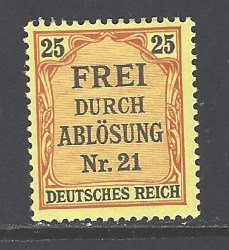 25 25
FREI
DURCH
ABLÖSUNG
Nr. 21
DEUTSCHES REICH